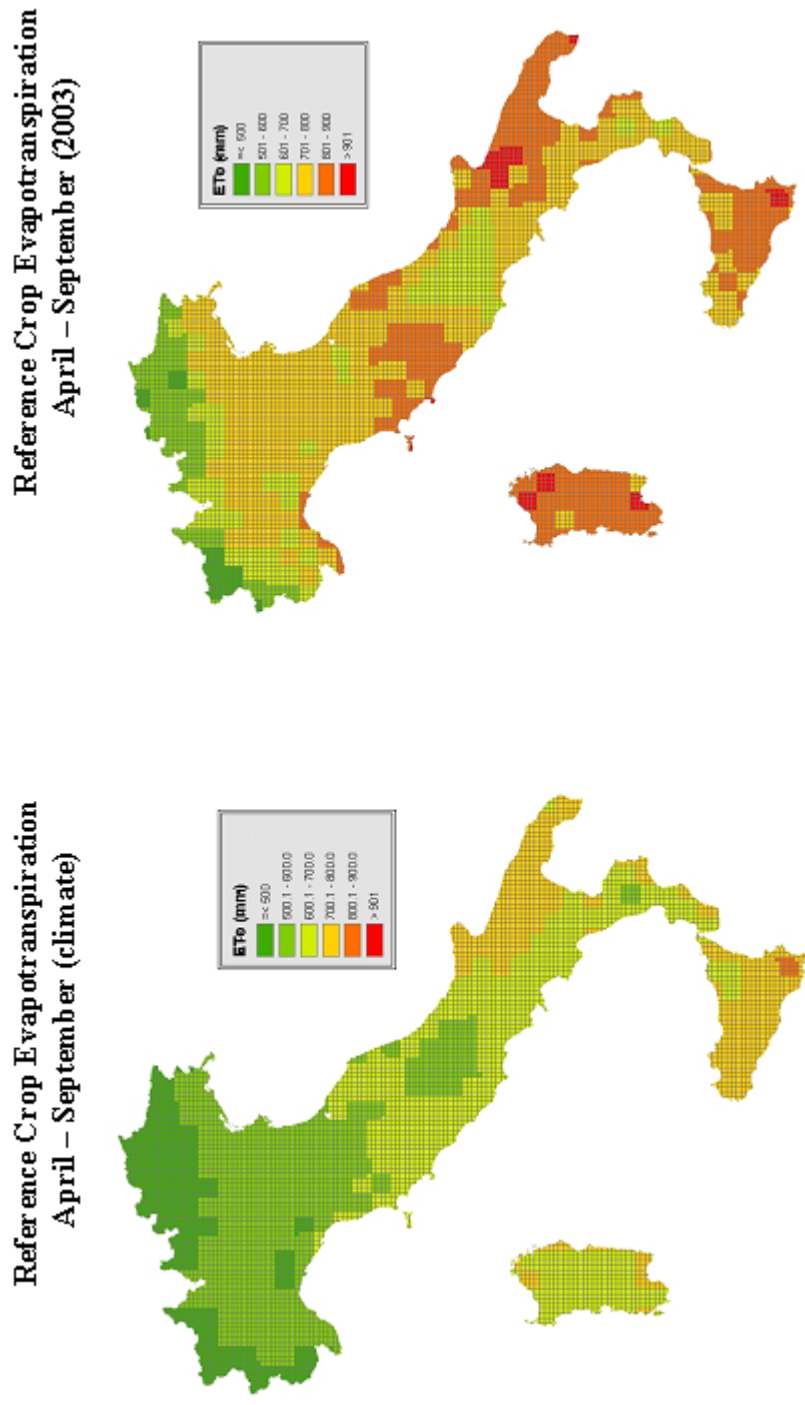 Reference Crop Evapotranspiration
April – September (climate)
ETo (mm)
=< 500
500.1 - 600.0
600.1 - 700.0
700.1 - 800.0
800.1 - 900.0
> 901
Reference Crop Evapotranspiration
April – September (2003)
ETo (mm)
=< 500
501 - 600
601 - 700
701 - 800
801 - 900
> 901